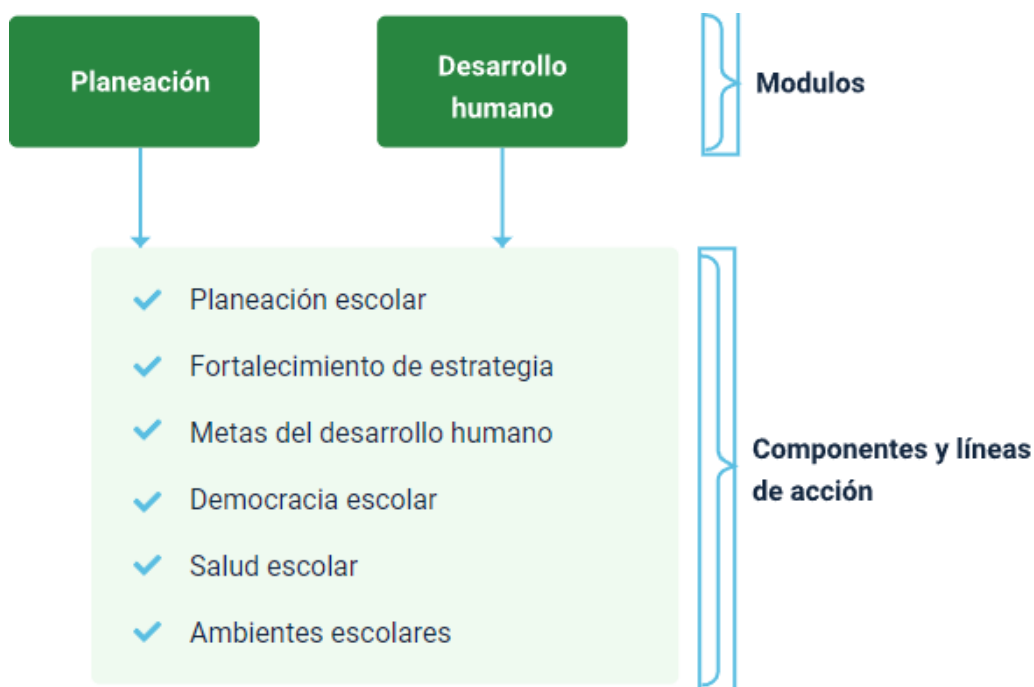 Planeación
Desarrollo
humano
Modulos
Planeación escolar
Fortalecimiento de estrategia
Metas del desarrollo humano
Democracia escolar
Salud escolar
Ambientes escolares
Componentes y líneas
de acción